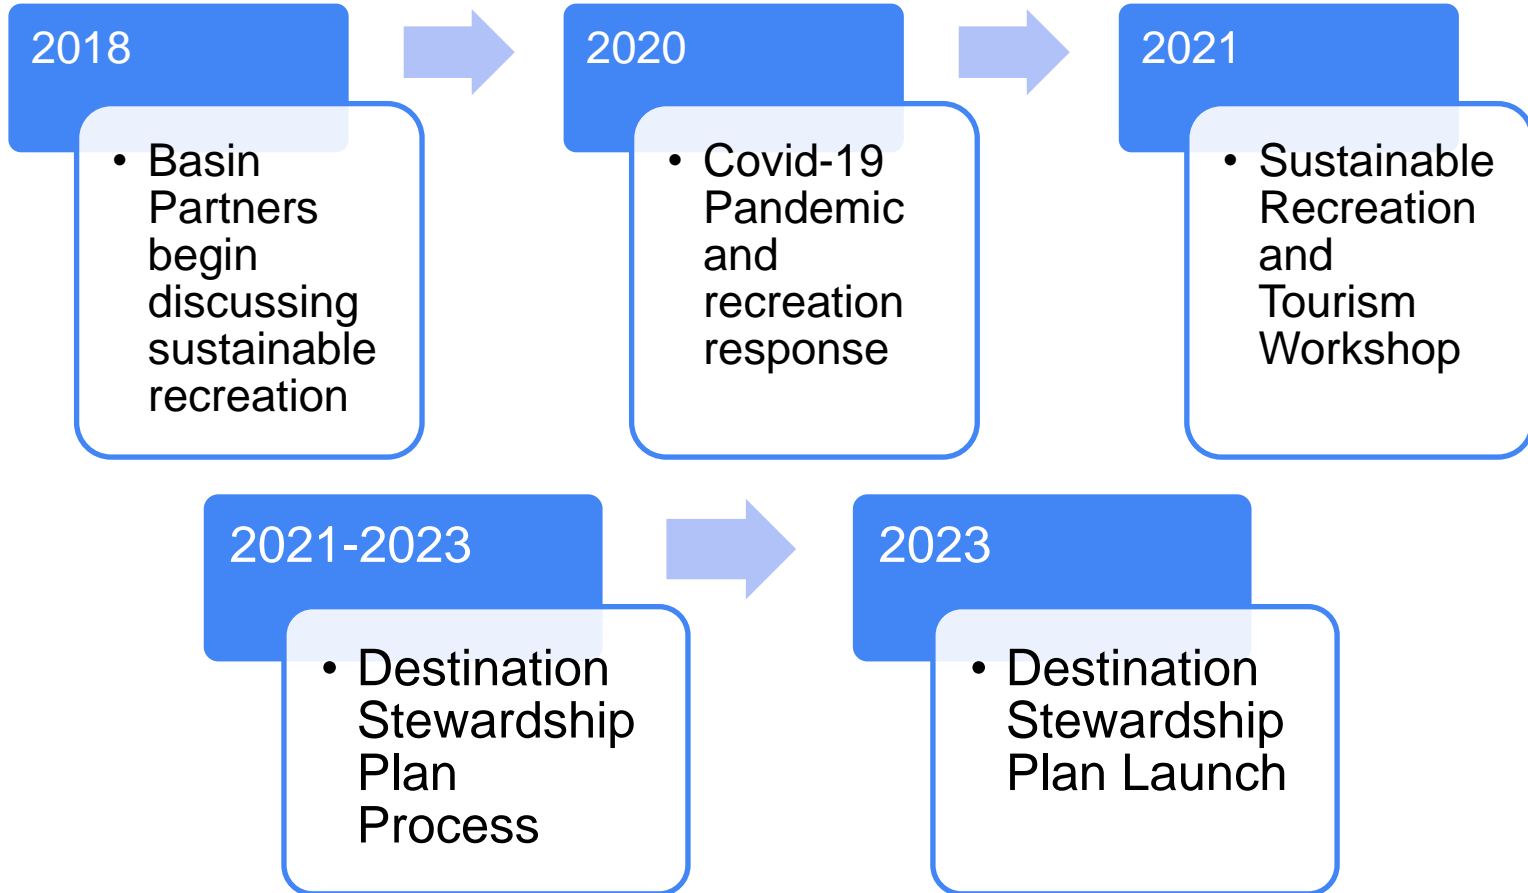 2018
• Basin
Partners
begin
discussing
sustainable
recreation
2020
• Covid-19
Pandemic
and
recreation
response
2021
• Sustainable
Recreation
and
Tourism
Workshop
2021-2023
• Destination
Stewardship
Plan
Process
2023
• Destination
Stewardship
Plan Launch